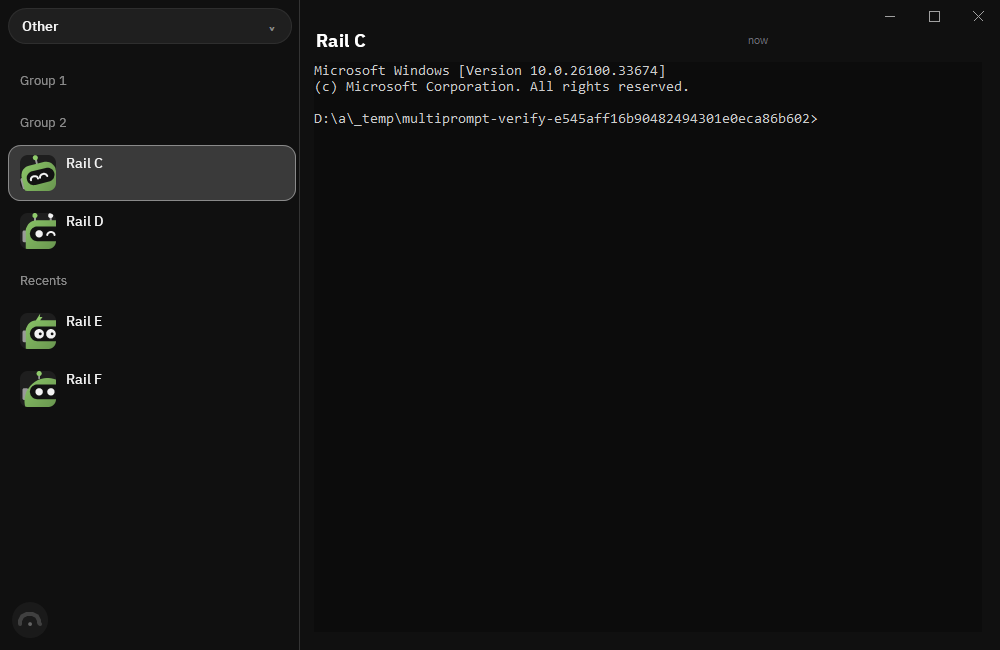 Other
Group 1
Group 2
Rail C
Rail D
Recents
Rail E
Rail F
Rail C
now
Microsoft Windows [Version 10.0.26100.33674]
(c) Microsoft Corporation. All rights reserved.
D:\a\_temp\multiprompt-verify-e545aff16b90482494301e0eca86b602>